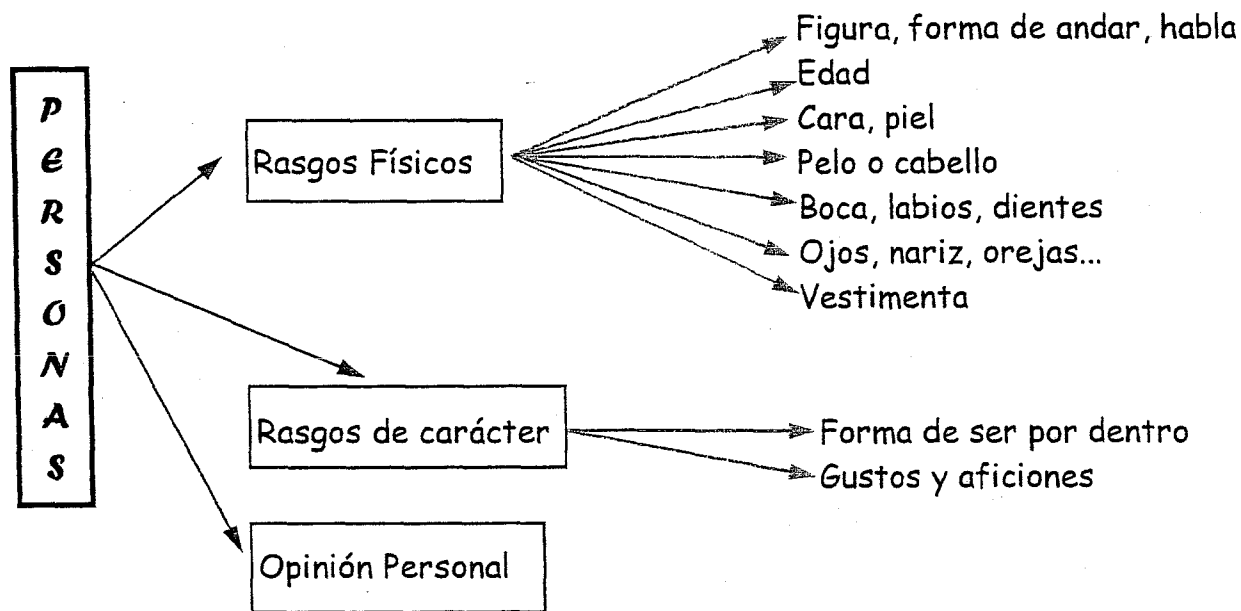 PERSONAS
Rasgos Físicos
Figura, forma de andar, habla
Edad
Cara, piel
Pelo o cabello
Boca, labios, dientes
Ojos, nariz, orejas...
Vestimenta
Rasgos de carácter
Forma de ser por dentro
Gustos y aficiones
Opinión Personal